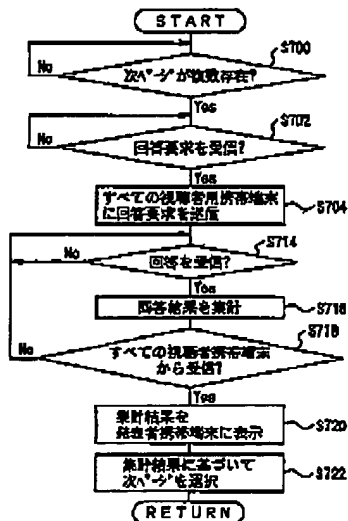 START
S700
次ページが複数存在?
No
Yes
S702
回答要求を受信?
No
Yes
すべての視聴者用携帯端末
に回答要求を送信
S704
S714
No
回答を受信?
Yes
回答結果を集計
S716
S718
No
すべての視聴者携帯端末
から受信?
Yes
集計結果を
発表者携帯端末に表示
S720
集計結果に基づいて
次ページを選択
S722
RETURN